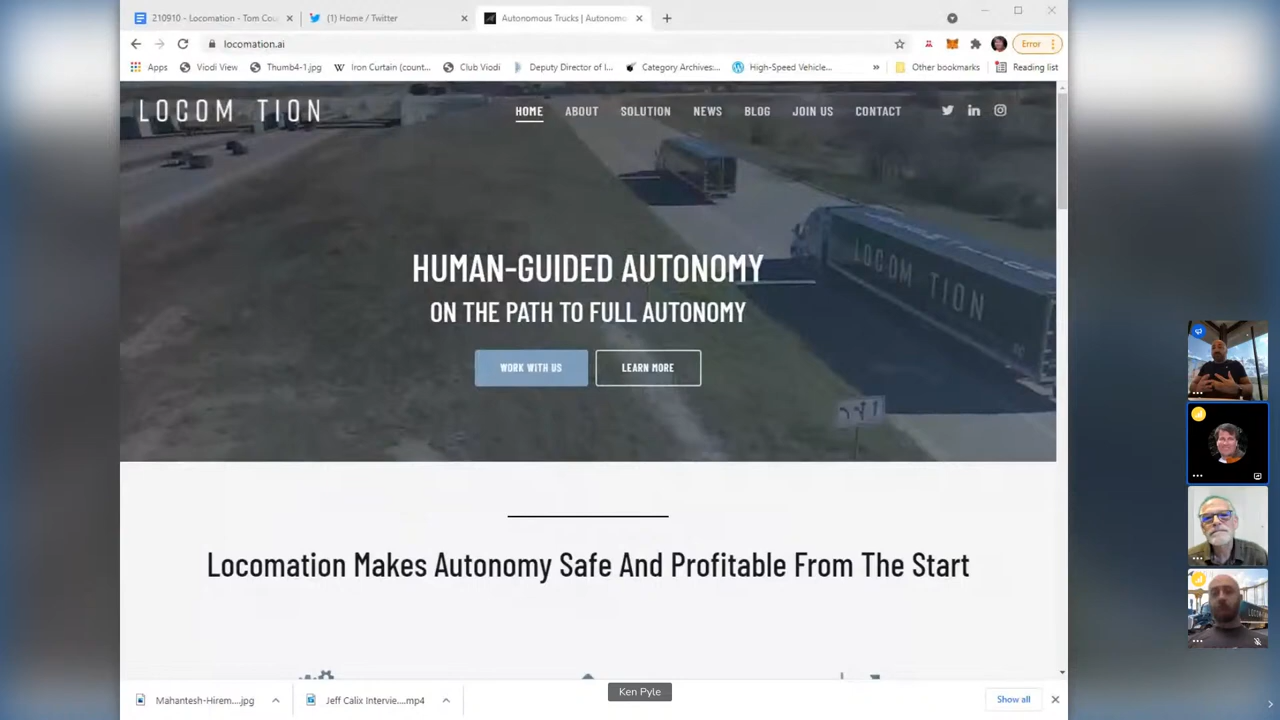 210910 - Locomation - Tom Cou
(1) Home / Twitter
Autonomous Trucks | Autonomo
locomation.ai
Error
Apps
Viodi View
Thumb4-1.jpg
Iron Curtain (count...
Club Viodi
Deputy Director of I...
Category Archives:...
High-Speed Vehicle...
»
Other bookmarks
Reading list
LOCOM TION
HOME
ABOUT
SOLUTION
NEWS
BLOG
JOIN US
CONTACT
LOCOM TION
HUMAN-GUIDED AUTONOMY
ON THE PATH TO FULL AUTONOMY
WORK WITH US
LEARN MORE
Locomation Makes Autonomy Safe And Profitable From The Start
Mahantesh-Hirem....jpg
Jeff Calix Intervie....mp4
Ken Pyle
Show all